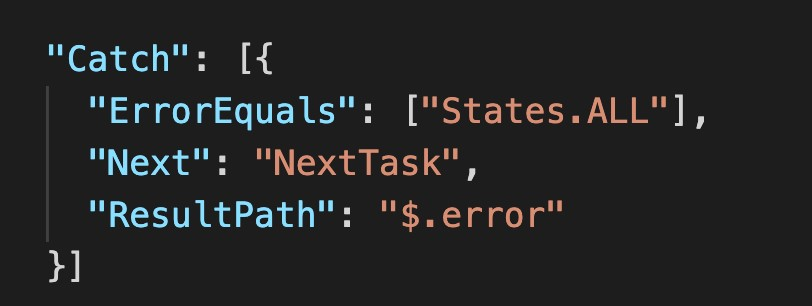 "Catch": [{
"ErrorEquals": ["States.ALL"],
"Next": "NextTask",
"ResultPath": "$.error"
}]